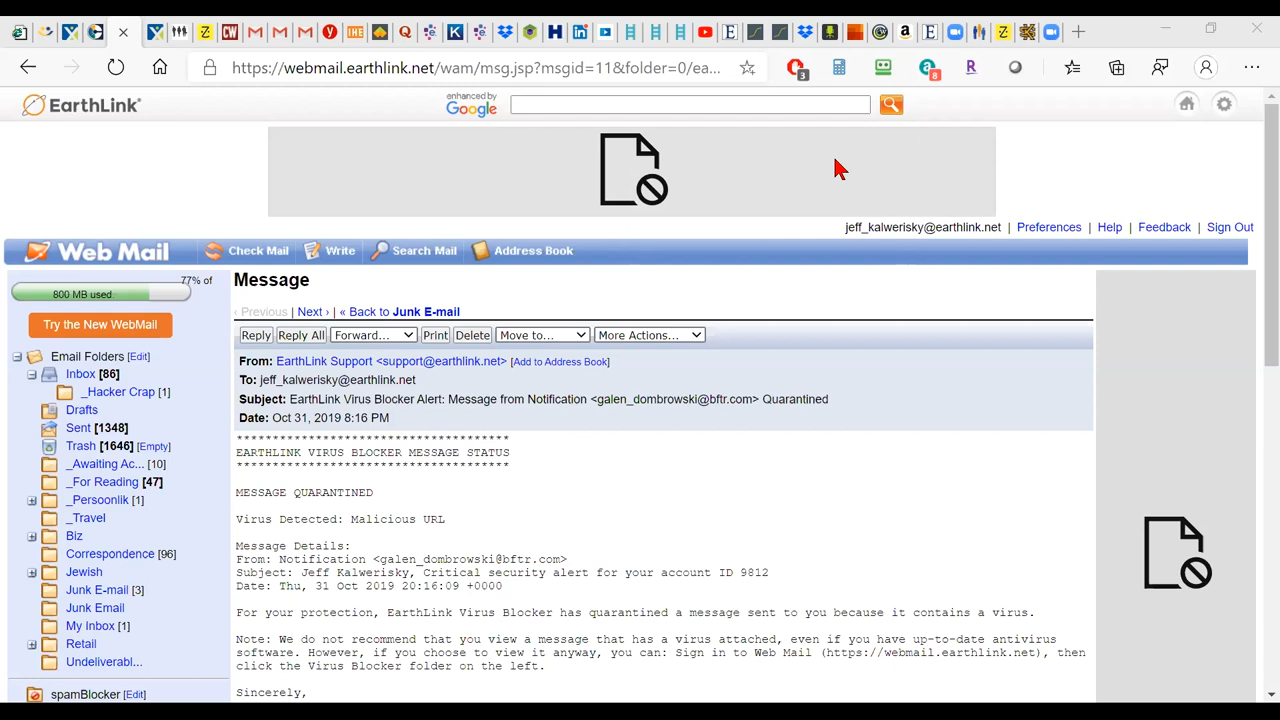 https://webmail.earthlink.net/wam/msg.jsp?msgid=11&folder=0/ea...
3
8
R
EarthLink®
enhanced by
Google
jeff_kalwerisky@earthlink.net | Preferences | Help | Feedback | Sign Out
Web Mail
Check Mail
Write
Search Mail
Address Book
77% of
800 MB used
Try the New WebMail
Email Folders [Edit]
Inbox [86]
_Hacker Crap [1]
Drafts
Sent [1348]
Trash [1646] [Empty]
_Awaiting Ac... [10]
_For Reading [47]
_Persoonlik [1]
_Travel
Biz
Correspondence [96]
Jewish
Junk E-mail [3]
Junk Email
My Inbox [1]
Retail
Undeliverabl...
spamBlocker [Edit]
Message
‹ Previous | Next › | « Back to Junk E-mail
Reply
Reply All
Forward...
Print
Delete
Move to...
More Actions...
From: EarthLink Support <support@earthlink.net> [Add to Address Book]
To: jeff_kalwerisky@earthlink.net
Subject: EarthLink Virus Blocker Alert: Message from Notification <galen_dombrowski@bftr.com> Quarantined
Date: Oct 31, 2019 8:16 PM
**************************************
EARTHLINK VIRUS BLOCKER MESSAGE STATUS
**************************************
MESSAGE QUARANTINED
Virus Detected: Malicious URL
Message Details:
From: Notification <galen_dombrowski@bftr.com>
Subject: Jeff Kalwerisky, Critical security alert for your account ID 9812
Date: Thu, 31 Oct 2019 20:16:09 +0000
For your protection, EarthLink Virus Blocker has quarantined a message sent to you because it contains a virus.
Note: We do not recommend that you view a message that has a virus attached, even if you have up-to-date antivirus
software. However, if you choose to view it anyway, you can: Sign in to Web Mail (https://webmail.earthlink.net), then
click the Virus Blocker folder on the left.
Sincerely,